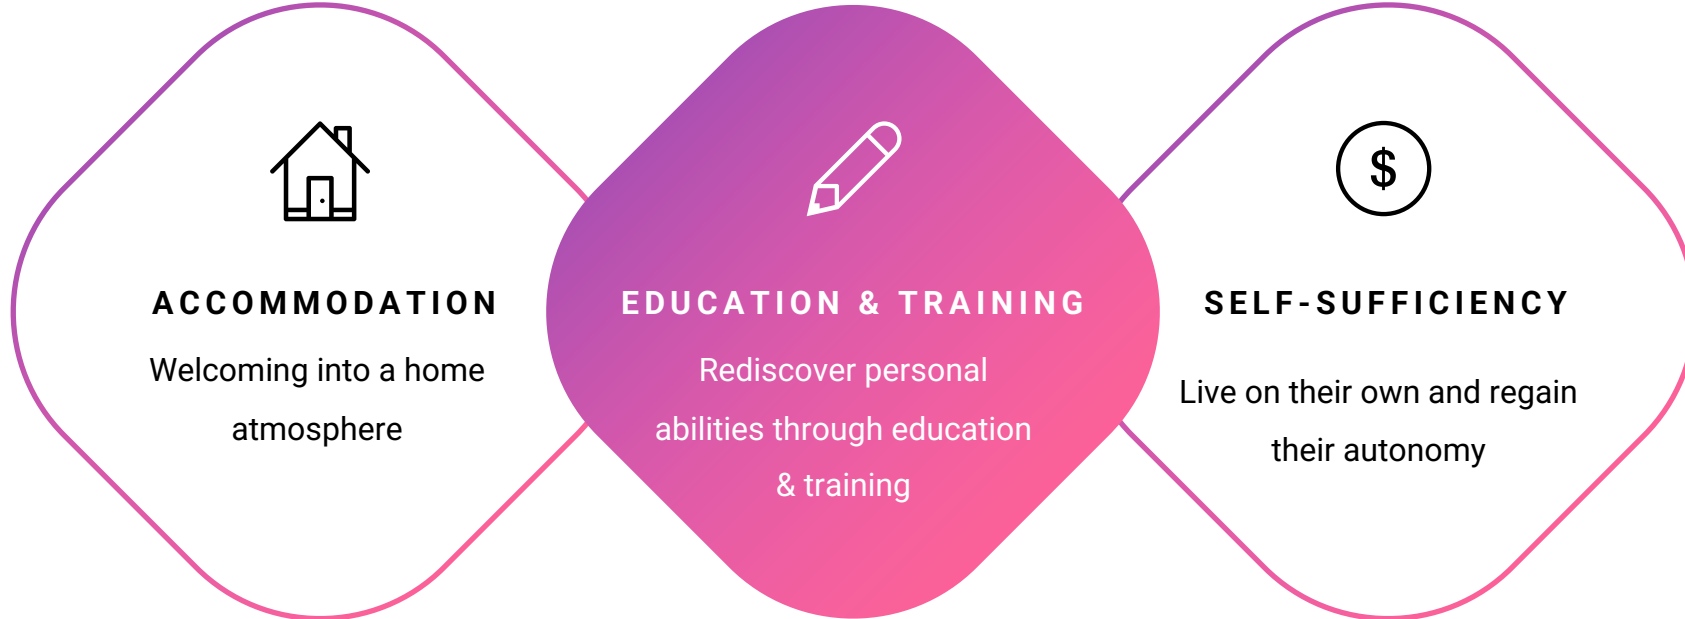 ACCOMMODATION
Welcoming into a home
atmosphere
EDUCATION & TRAINING
Rediscover personal
abilities through education
& training
$
SELF-SUFFICIENCY
Live on their own and regain
their autonomy